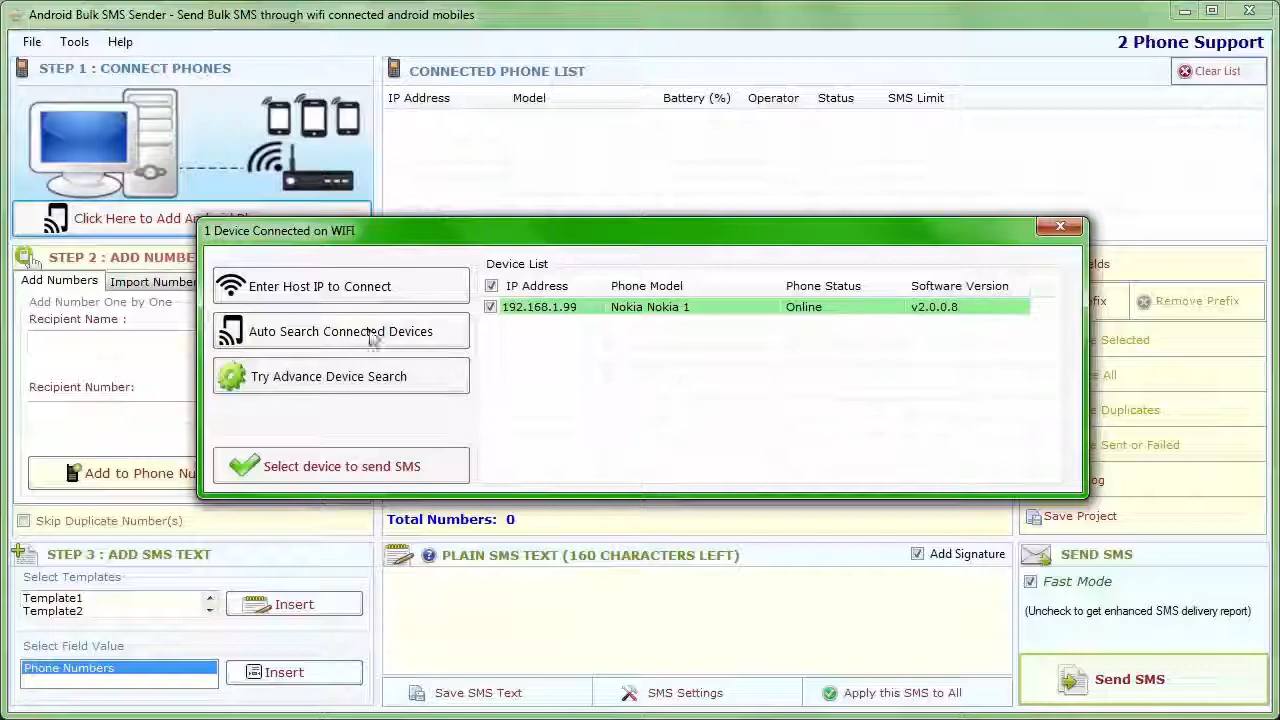 Android Bulk SMS Sender - Send Bulk SMS through wifi connected android mobiles
File Tools Help
2 Phone Support
STEP 1 : CONNECT PHONES
CONNECTED PHONE LIST
Clear List
IP Address Model Battery (%) Operator Status SMS Limit
Click Here to Add
1 Device Connected on WIFI
Enter Host IP to Connect
Auto Search Connected Devices
Try Advance Device Search
Select device to send SMS
Device List
IP Address Phone Model Phone Status Software Version
192.168.1.99 Nokia Nokia 1 Online v2.0.0.8
STEP 2 : ADD NUMBE
Add Numbers Import Numbe
Add Number One by One
Recipient Name :
Recipient Number:
Add to Phone Nu
Skip Duplicate Number(s)
Total Numbers: 0
elds
efix Remove Prefix
Selected
All
Duplicates
Sent or Failed
og
Save Project
STEP 3 : ADD SMS TEXT
Select Templates
Template1
Template2
Insert
Select Field Value
Phone Numbers
Insert
PLAIN SMS TEXT (160 CHARACTERS LEFT)
Add Signature
Save SMS Text SMS Settings Apply this SMS to All
SEND SMS
Fast Mode
(Uncheck to get enhanced SMS delivery report)
Send SMS